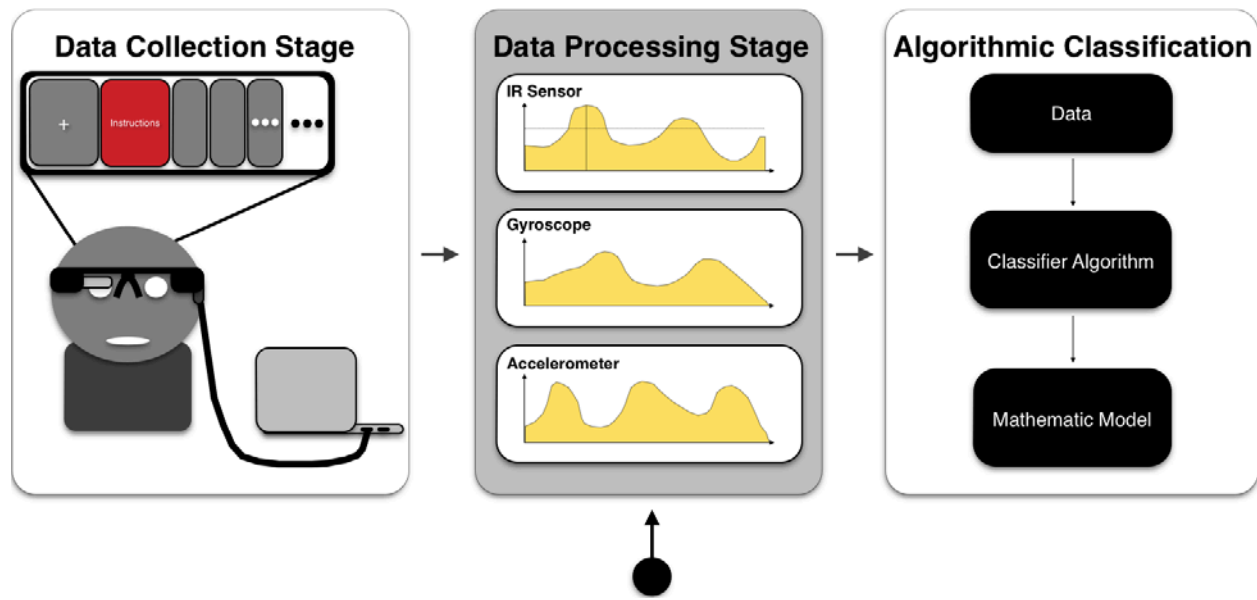 Data Collection Stage
+
Instructions
Data Processing Stage
IR Sensor
Gyroscope
Accelerometer
Algorithmic Classification
Data
Classifier Algorithm
Mathematic Model